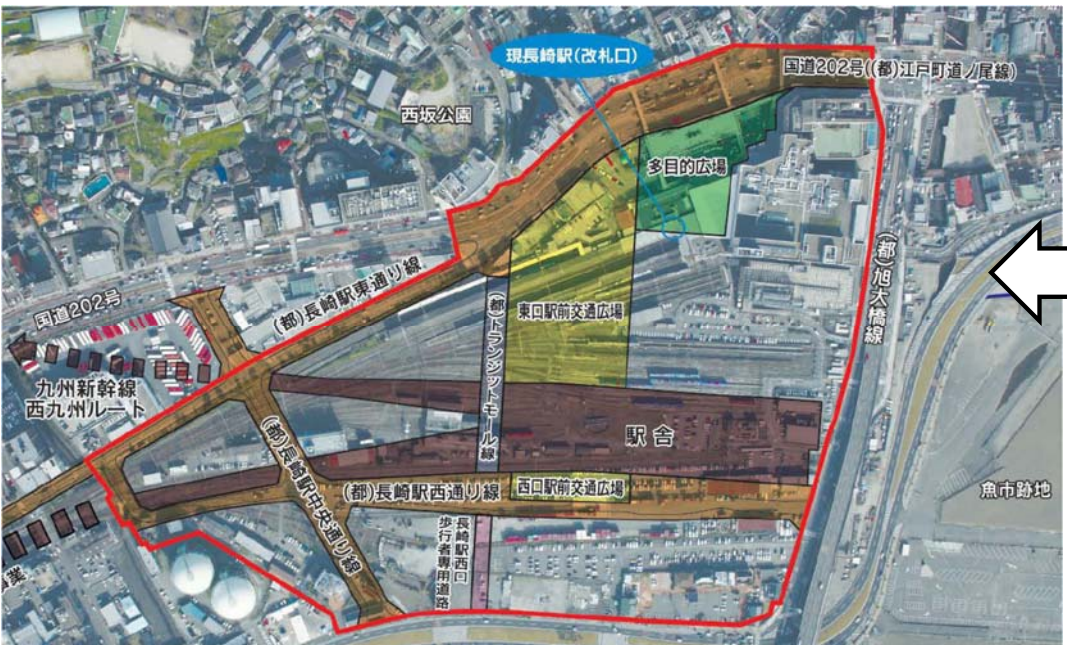 現長崎駅(改札口)
国道202号((都)江戸町道ノ尾線)
西坂公園
多目的広場
(都)長崎駅東通り線
国道202号
(都)トランジットモール線
東口駅前交通広場
(都)旭大橋線
九州新幹線
西九州ルート
(都)長崎駅中央通り線
駅舎
(都)長崎駅西通り線
西口駅前交通広場
魚市跡地
長崎駅西口
歩行者専用道路
業